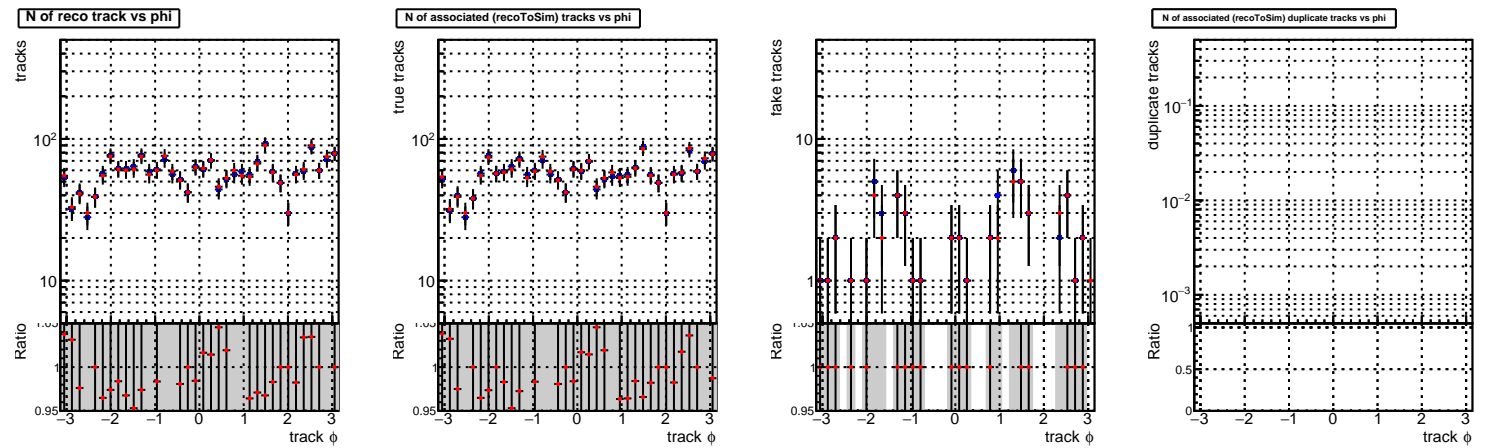 N of reco track vs phi
tracks
10²
10
Ratio
1.05
1
0.95
−3 −2 −1 0 1 2 3
track ϕ
N of associated (recoToSim) tracks vs phi
true tracks
10²
10
Ratio
1.05
1
0.95
−3 −2 −1 0 1 2 3
track ϕ
fake tracks
10
1
Ratio
1.05
1
0.95
−3 −2 −1 0 1 2 3
track ϕ
N of associated (recoToSim) duplicate tracks vs phi
duplicate tracks
10⁻¹
10⁻²
10⁻³
Ratio
1
0.5
0
−3 −2 −1 0 1 2 3
track ϕ